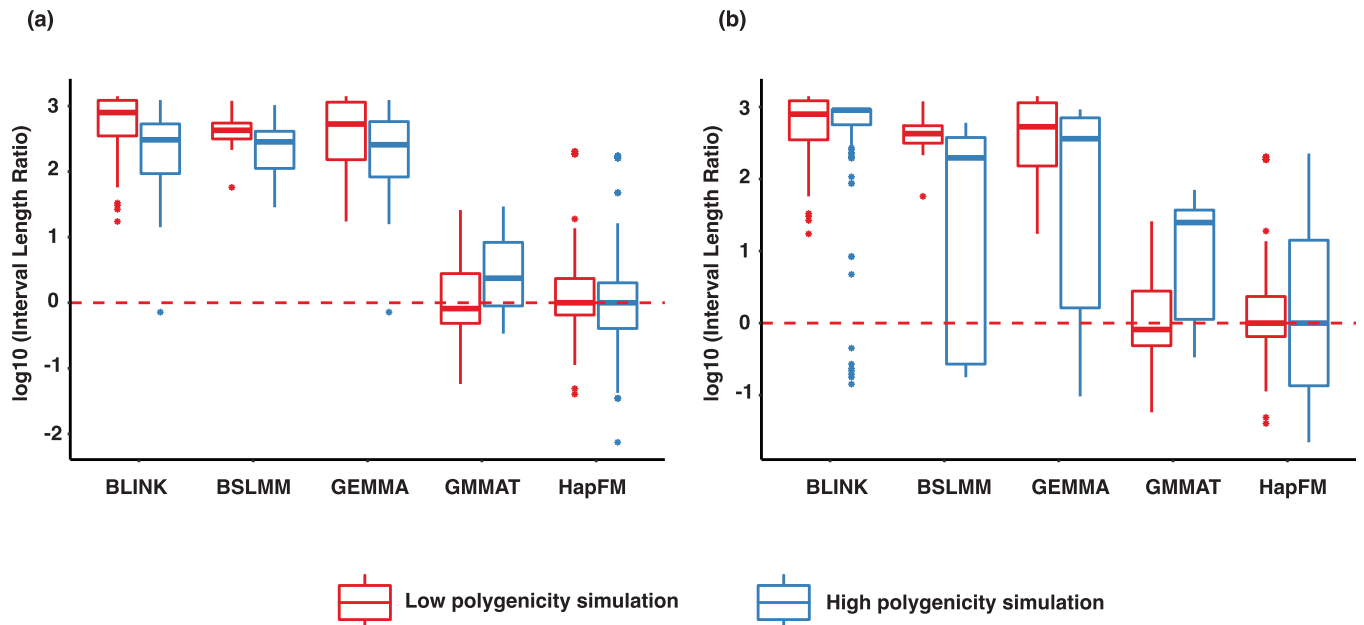 (a)
log10 (Interval Length Ratio)
3
2
1
0
-1
-2
BLINK BSLMM GEMMA GMMAT HapFM
(b)
log10 (Interval Length Ratio)
3
2
1
0
-1
BLINK BSLMM GEMMA GMMAT HapFM
Low polygenicity simulation
High polygenicity simulation